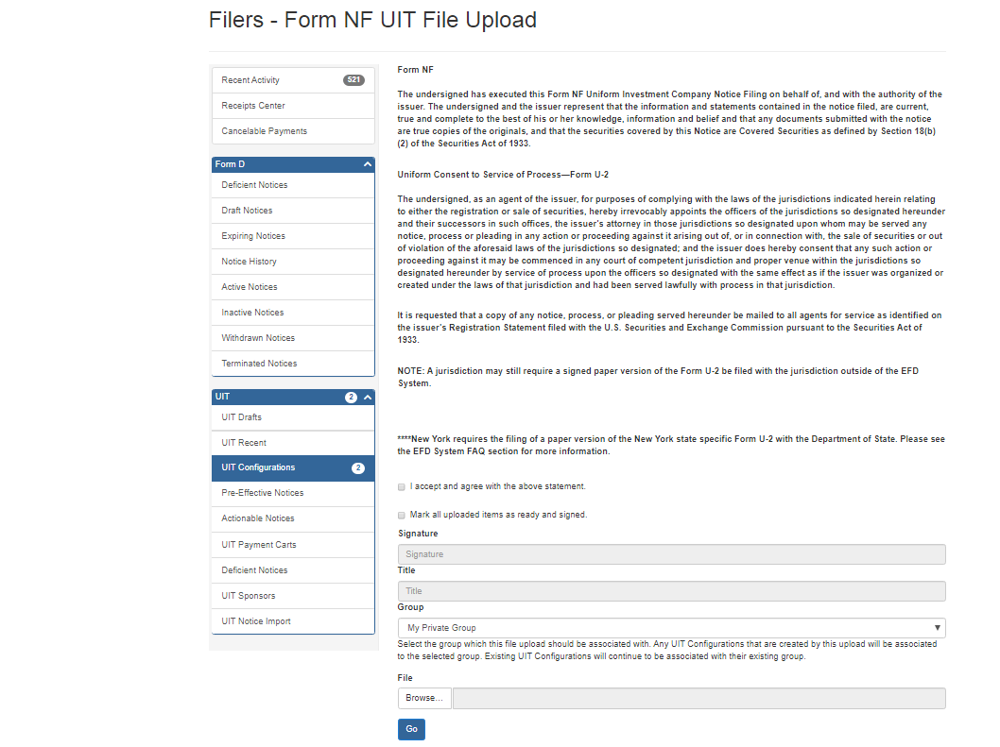 Filers - Form NF UIT File Upload
Recent Activity 521
Receipts Center
Cancelable Payments
Form D
Deficient Notices
Draft Notices
Expiring Notices
Notice History
Active Notices
Inactive Notices
Withdrawn Notices
Terminated Notices
UIT 2
UIT Drafts
UIT Recent
UIT Configurations 2
Pre-Effective Notices
Actionable Notices
UIT Payment Carts
Deficient Notices
UIT Sponsors
UIT Notice Import
Form NF
The undersigned has executed this Form NF Uniform Investment Company Notice Filing on behalf of, and with the authority of the
issuer. The undersigned and the issuer represent that the information and statements contained in the notice filed, are current,
true and complete to the best of his or her knowledge, information and belief and that any documents submitted with the notice
are true copies of the originals, and that the securities covered by this Notice are Covered Securities as defined by Section 18(b)
(2) of the Securities Act of 1933.
Uniform Consent to Service of Process—Form U-2
The undersigned, as an agent of the issuer, for purposes of complying with the laws of the jurisdictions indicated herein relating
to either the registration or sale of securities, hereby irrevocably appoints the officers of the jurisdictions so designated hereunder
and their successors in such offices, the issuer's attorney in those jurisdictions so designated upon whom may be served any
notice, process or pleading in any action or proceeding against it arising out of, or in connection with, the sale of securities or out
of violation of the aforesaid laws of the jurisdictions so designated; and the issuer does hereby consent that any such action or
proceeding against it may be commenced in any court of competent jurisdiction and proper venue within the jurisdictions so
designated hereunder by service of process upon the officers so designated with the same effect as if the issuer was organized or
created under the laws of that jurisdiction and had been served lawfully with process in that jurisdiction.
It is requested that a copy of any notice, process, or pleading served hereunder be mailed to all agents for service as identified on
the issuer's Registration Statement filed with the U.S. Securities and Exchange Commission pursuant to the Securities Act of
1933.
NOTE: A jurisdiction may still require a signed paper version of the Form U-2 be filed with the jurisdiction outside of the EFD
System.
****New York requires the filing of a paper version of the New York state specific Form U-2 with the Department of State. Please see
the EFD System FAQ section for more information.
I accept and agree with the above statement.
Mark all uploaded items as ready and signed.
Signature
Signature
Title
Title
Group
My Private Group
Select the group which this file upload should be associated with. Any UIT Configurations that are created by this upload will be associated
to the selected group. Existing UIT Configurations will continue to be associated with their existing group.
File
Browse...
Go